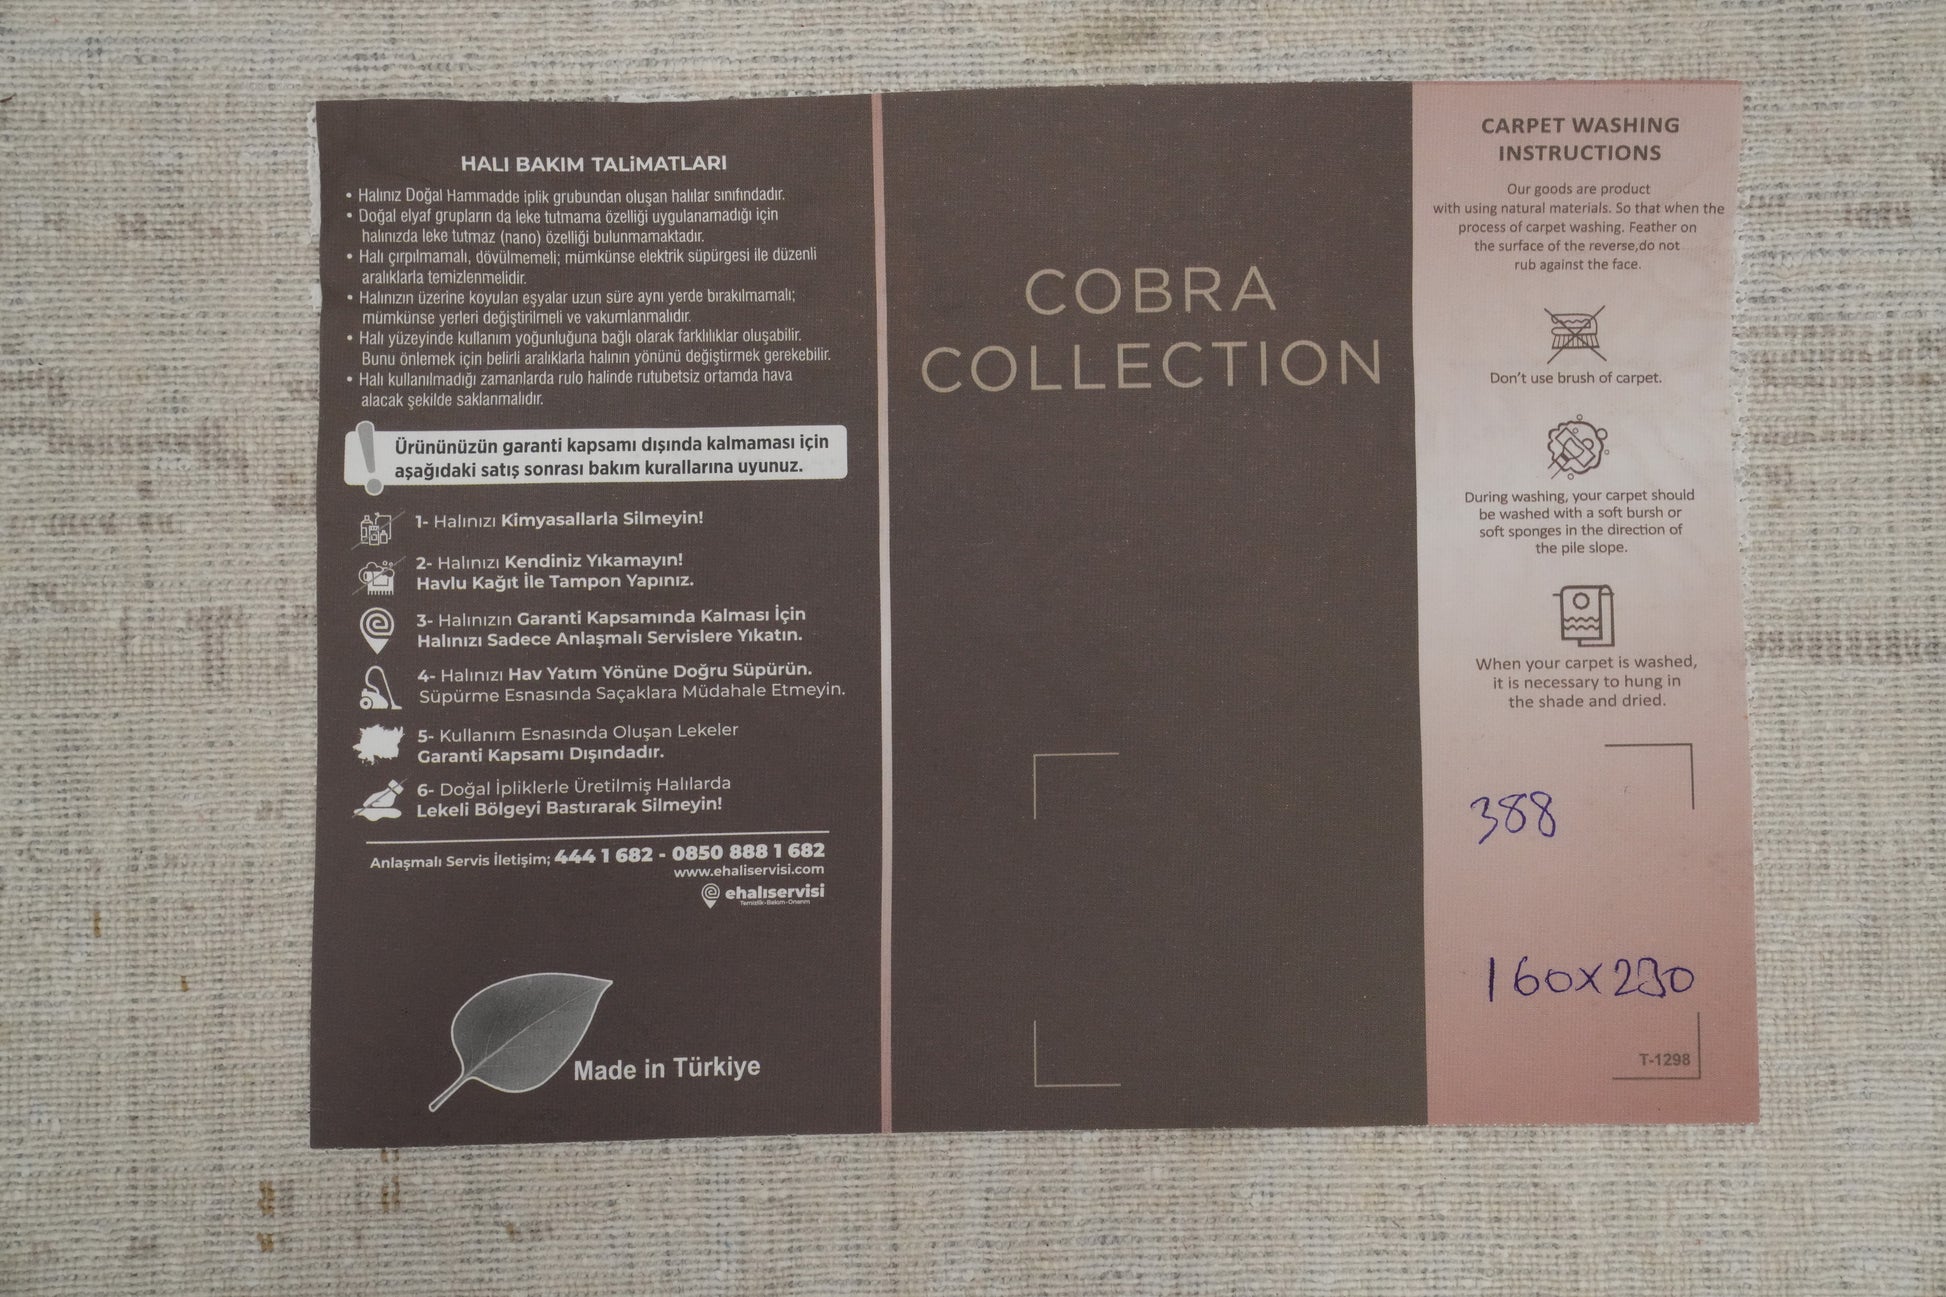 HALI BAKIM TALiMATLARI
• Halınız Doğal Hammadde iplik grubundan oluşan halılar sınıfındadır.
• Doğal elyaf grupların da leke tutmama özelliği uygulanamadığı için
halınızda leke tutmaz (nano) özelliği bulunmamaktadır.
• Halı çırpılmamalı, dövülmemeli; mümkünse elektrik süpürgesi ile düzenli
aralıklarla temizlenmelidir.
• Halınızın üzerine koyulan eşyalar uzun süre aynı yerde bırakılmamalı;
mümkünse yerleri değiştirilmeli ve vakumlanmalıdır.
• Halı yüzeyinde kullanım yoğunluğuna bağlı olarak farklılıklar oluşabilir.
Bunu önlemek için belirli aralıklarla halının yönünü değiştirmek gerekebilir.
• Halı kullanılmadığı zamanlarda rulo halinde rutubetsiz ortamda hava
alacak şekilde saklanmalıdır.
Ürününüzün garanti kapsamı dışında kalmaması için
aşağıdaki satış sonrası bakım kurallarına uyunuz.
1- Halınızı Kimyasallarla Silmeyin!
2- Halınızı Kendiniz Yıkamayın!
Havlu Kağıt İle Tampon Yapınız.
3- Halınızın Garanti Kapsamında Kalması İçin
Halınızı Sadece Anlaşmalı Servislere Yıkatın.
4- Halınızı Hav Yatım Yönüne Doğru Süpürün.
Süpürme Esnasında Saçaklara Müdahale Etmeyin.
5- Kullanım Esnasında Oluşan Lekeler
Garanti Kapsamı Dışındadır.
6- Doğal İpliklerle Üretilmiş Halılarda
Lekeli Bölgeyi Bastırarak Silmeyin!
Anlaşmalı Servis İletişim; 444 1 682 - 0850 888 1 682
www.ehaliservisi.com
ehalıservisi
Temizlik-Bakım-Onarım
Made in Türkiye
COBRA
COLLECTION
CARPET WASHING
INSTRUCTIONS
Our goods are product
with using natural materials. So that when the
process of carpet washing. Feather on
the surface of the reverse,do not
rub against the face.
Don't use brush of carpet.
During washing, your carpet should
be washed with a soft bursh or
soft sponges in the direction of
the pile slope.
When your carpet is washed,
it is necessary to hung in
the shade and dried.
388
160x230
T-1298